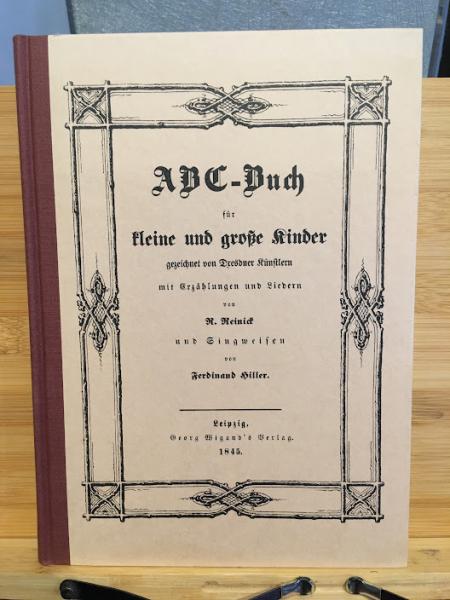 ABC-Buch
für
kleine und große Kinder
gezeichnet von Dresdner Künstlern
mit Erzählungen und Liedern
von
R. Reinick
und Singweisen
von
Ferdinand Hiller.
Leipzig,
Georg Wigand's Verlag.
1845.